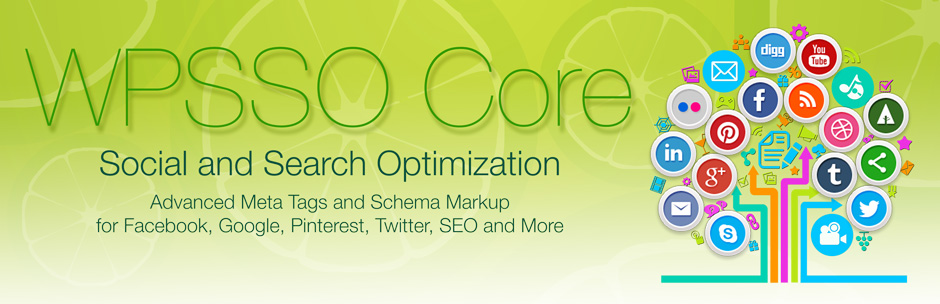 WPSSO Core
Social and Search Optimization
Advanced Meta Tags and Schema Markup
for Facebook, Google, Pinterest, Twitter, SEO and More
digg
You
Tube
f
in
g+
t
S